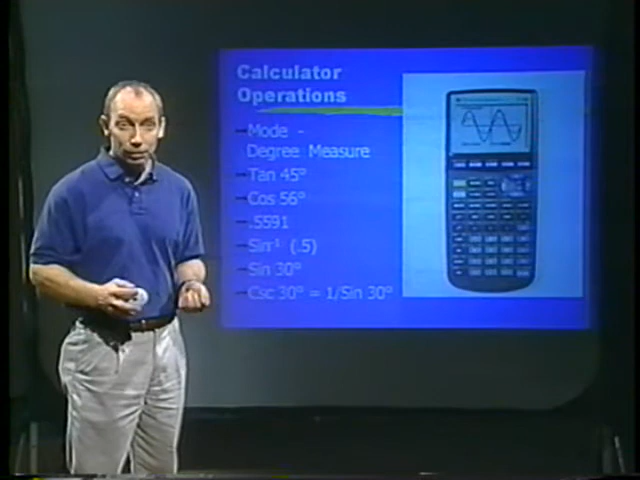 Calculator
Operations
Mode -
Degree Measure
Tan 45°
Cos 56°
.5591
Sin⁻¹ (.5)
Sin 30°
Csc 30° = 1/Sin 30°